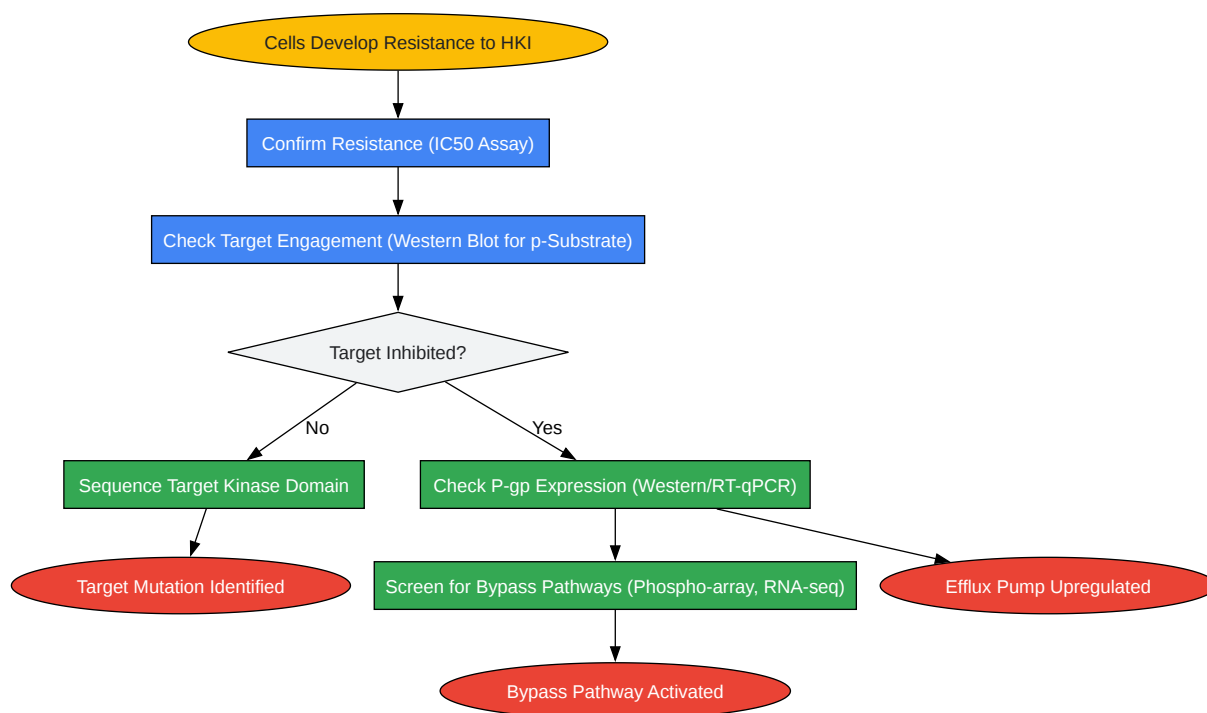 Cells Develop Resistance to HKI
Confirm Resistance (IC50 Assay)
Check Target Engagement (Western Blot for p-Substrate)
Target Inhibited?
No
Yes
Sequence Target Kinase Domain
Check P-gp Expression (Western/RT-qPCR)
Target Mutation Identified
Screen for Bypass Pathways (Phospho-array, RNA-seq)
Efflux Pump Upregulated
Bypass Pathway Activated